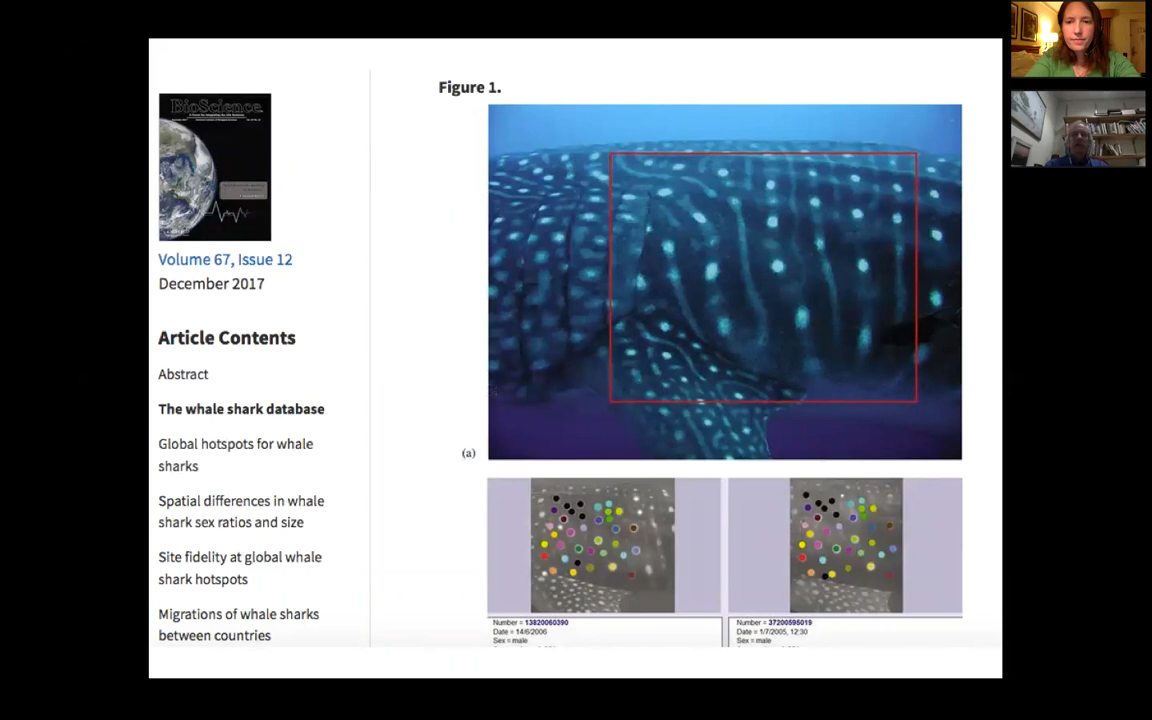 BioScience
Volume 67, Issue 12
December 2017
Article Contents
Abstract
The whale shark database
Global hotspots for whale
sharks
Spatial differences in whale
shark sex ratios and size
Site fidelity at global whale
shark hotspots
Migrations of whale sharks
between countries
Figure 1.
(a)
Number = 13820060390
Date = 14/6/2006
Sex = male
Number = 37200595019
Date = 1/7/2005, 12:30
Sex = male